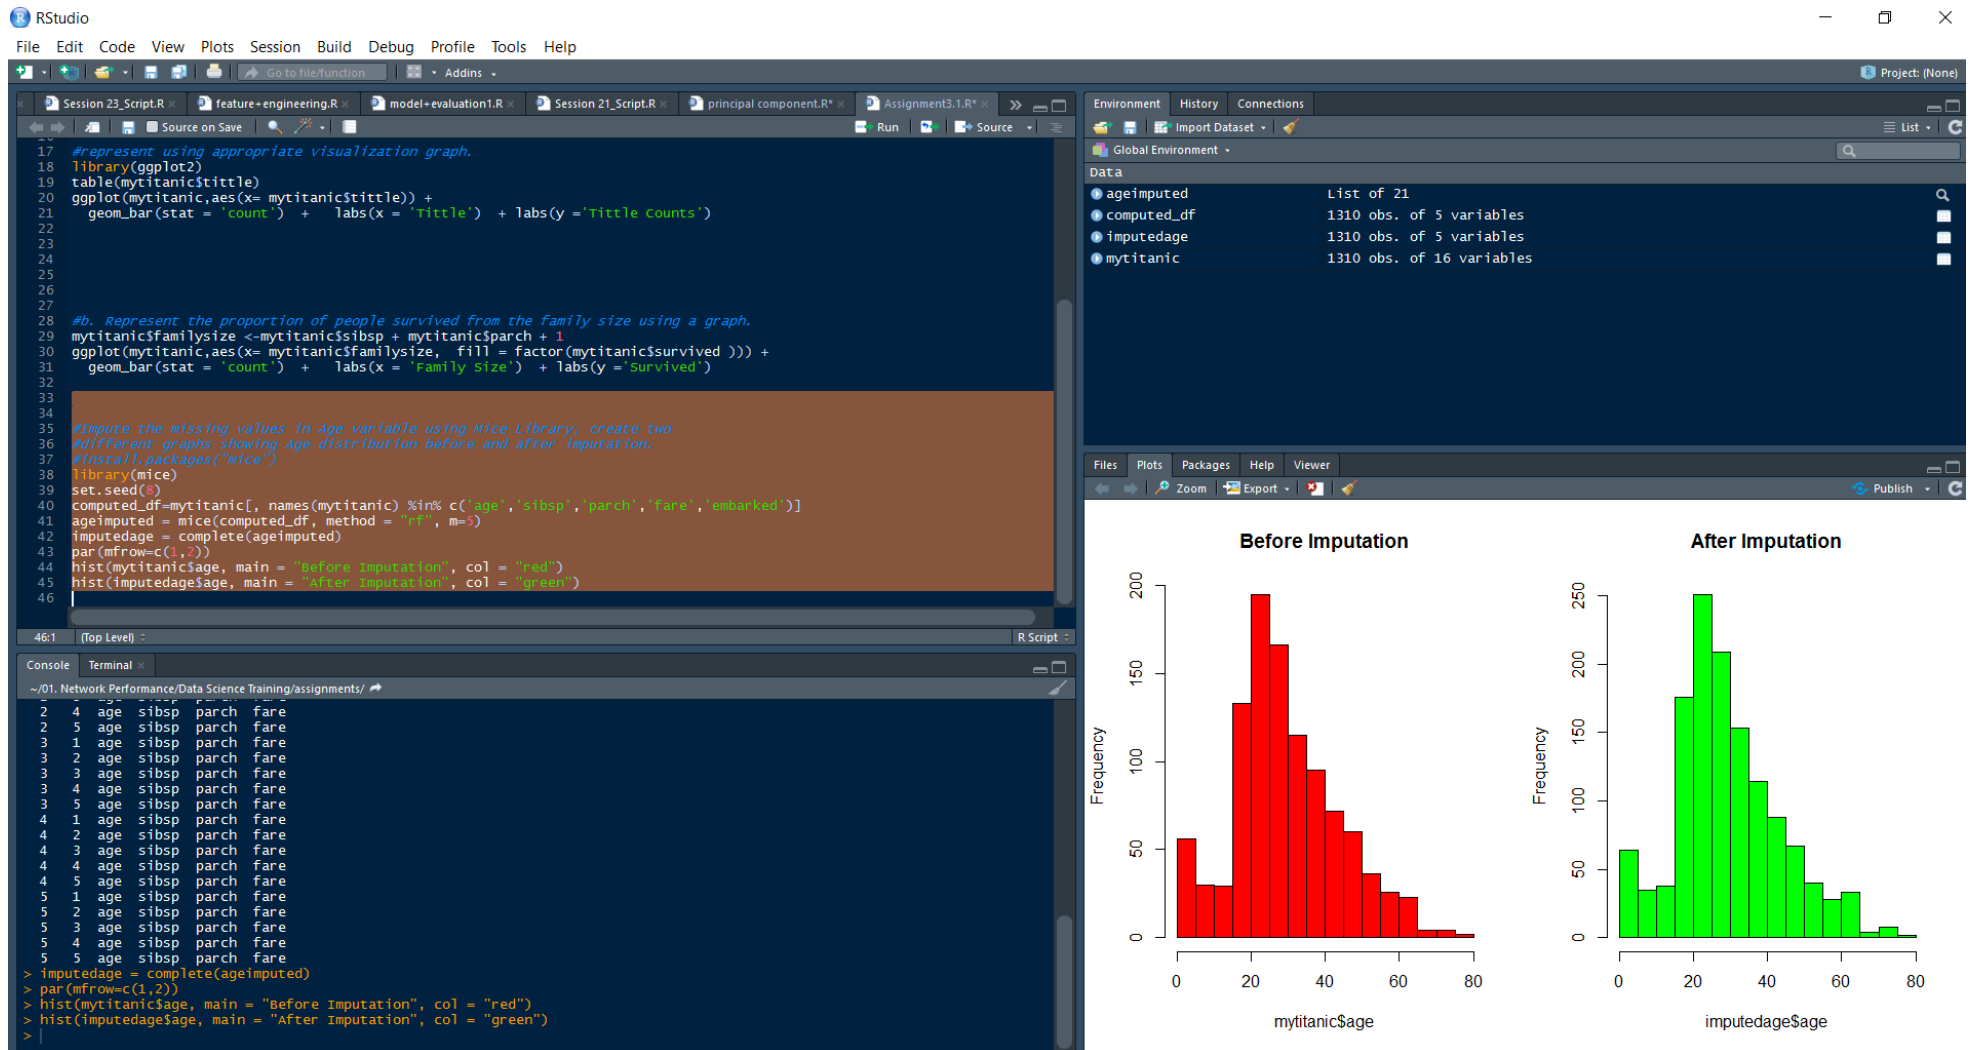 RStudio
File Edit Code View Plots Session Build Debug Profile Tools Help
Go to file/function Addins
Project: (None)
Session 23_Script.R feature+engineering.R model+evaluation1.R Session 21_Script.R principal component.R* Assignment3.1.R*
Source on Save Run Source
17 #represent using appropriate visualization graph.
18 library(ggplot2)
19 table(mytitanic$tittle)
20 ggplot(mytitanic,aes(x= mytitanic$tittle)) +
21 geom_bar(stat = 'count') + labs(x = 'Tittle') + labs(y ='Tittle Counts')
22
23
24
25
26
27
28 #b. Represent the proportion of people survived from the family size using a graph.
29 mytitanic$familysize <-mytitanic$sibsp + mytitanic$parch + 1
30 ggplot(mytitanic,aes(x= mytitanic$familysize, fill = factor(mytitanic$survived ))) +
31 geom_bar(stat = 'count') + labs(x = 'Family Size') + labs(y ='Survived')
32
33
34
35 #Impute the missing values in Age variable using Mice Library, create two
36 #different graphs showing Age distribution before and after imputation.
37 #install.packages("mice")
38 library(mice)
39 set.seed(8)
40 computed_df=mytitanic[, names(mytitanic) %in% c('age','sibsp','parch','fare','embarked')]
41 ageimputed = mice(computed_df, method = "rf", m=5)
42 imputedage = complete(ageimputed)
43 par(mfrow=c(1,2))
44 hist(mytitanic$age, main = "Before Imputation", col = "red")
45 hist(imputedage$age, main = "After Imputation", col = "green")
46
46:1 (Top Level) R Script
Console Terminal
~/01. Network Performance/Data Science Training/assignments/
2 4 age sibsp parch fare
2 5 age sibsp parch fare
3 1 age sibsp parch fare
3 2 age sibsp parch fare
3 3 age sibsp parch fare
3 4 age sibsp parch fare
3 5 age sibsp parch fare
4 1 age sibsp parch fare
4 2 age sibsp parch fare
4 3 age sibsp parch fare
4 4 age sibsp parch fare
4 5 age sibsp parch fare
5 1 age sibsp parch fare
5 2 age sibsp parch fare
5 3 age sibsp parch fare
5 4 age sibsp parch fare
5 5 age sibsp parch fare
> imputedage = complete(ageimputed)
> par(mfrow=c(1,2))
> hist(mytitanic$age, main = "Before Imputation", col = "red")
> hist(imputedage$age, main = "After Imputation", col = "green")
>
Environment History Connections
Import Dataset List
Global Environment
Data
ageimputed List of 21
computed_df 1310 obs. of 5 variables
imputedage 1310 obs. of 5 variables
mytitanic 1310 obs. of 16 variables
Files Plots Packages Help Viewer
Zoom Export Publish
Before Imputation
Frequency
0 50 100 150 200
0 20 40 60 80
mytitanic$age
After Imputation
Frequency
0 50 100 150 200 250
0 20 40 60 80
imputedage$age